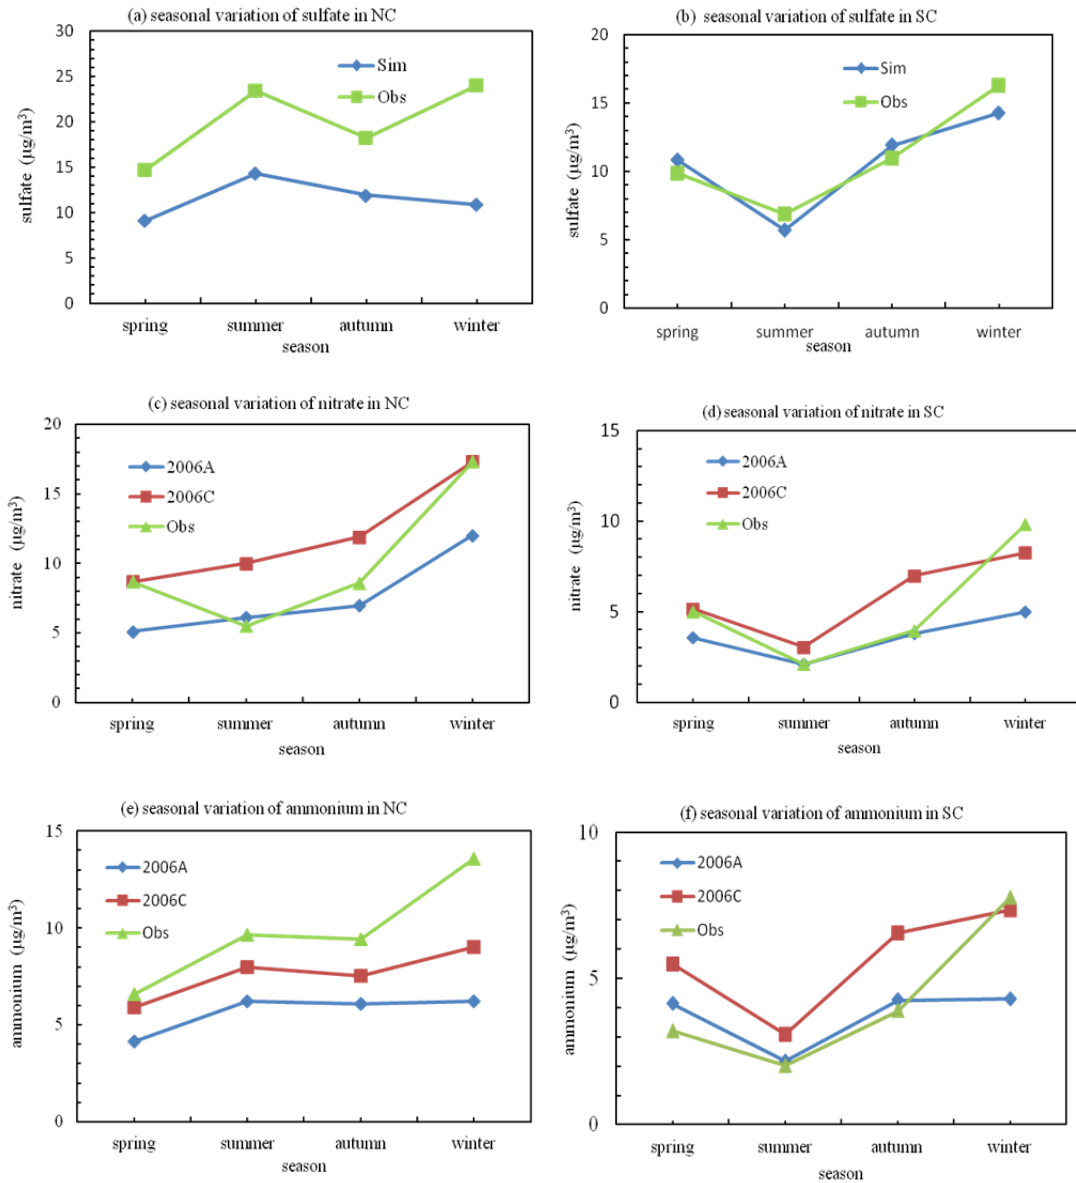 (a) seasonal variation of sulfate in NC
30
25
20
15
10
5
0
sulfate (µg/m³)
Sim
Obs
spring summer autumn winter
season
(b) seasonal variation of sulfate in SC
20
15
10
5
0
sulfate (µg/m³)
Sim
Obs
spring summer autumn winter
season
(c) seasonal variation of nitrate in NC
20
15
10
5
0
nitrate (µg/m³)
2006A
2006C
Obs
spring summer autumn winter
season
(d) seasonal variation of nitrate in SC
15
10
5
0
nitrate (µg/m³)
2006A
2006C
Obs
spring summer autumn winter
season
(e) seasonal variation of ammonium in NC
15
10
5
0
ammonium (µg/m³)
2006A
2006C
Obs
spring summer autumn winter
season
(f) seasonal variation of ammonium in SC
10
5
0
ammonium (µg/m³)
2006A
2006C
Obs
spring summer autumn winter
season